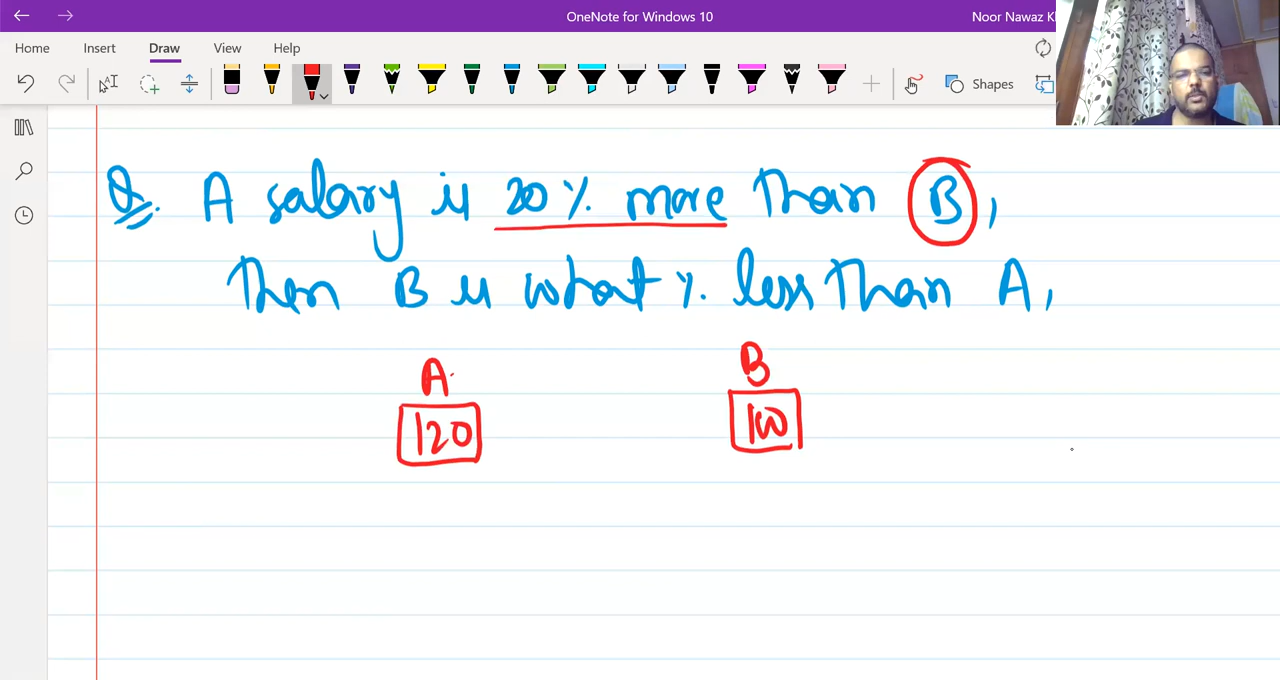 OneNote for Windows 10
Noor Nawaz Kh
Home Insert Draw View Help
Shapes
Q. A salary is 20% more than B,
then B is what % less than A,
A B
120 100